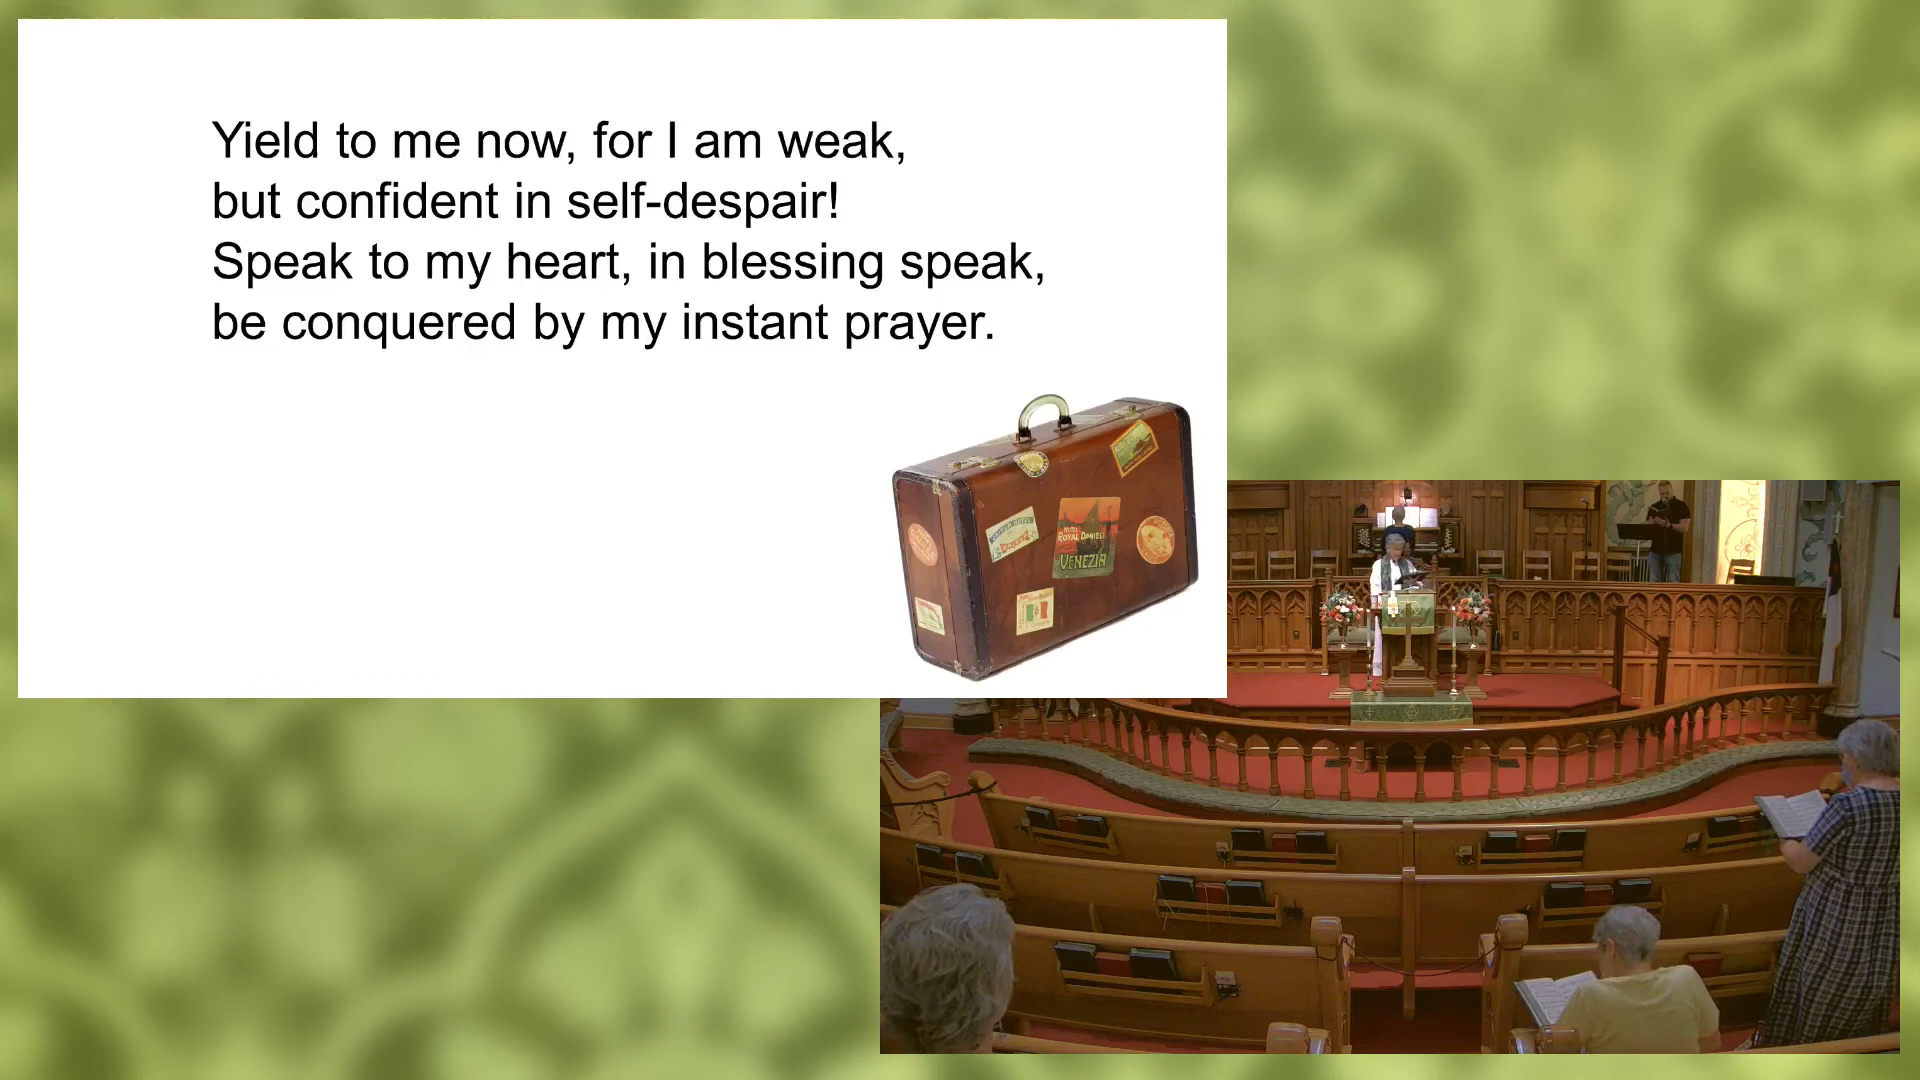 Yield to me now, for I am weak,
but confident in self-despair!
Speak to my heart, in blessing speak,
be conquered by my instant prayer.
HOTEL
ROYAL DANIELI
VENEZIA